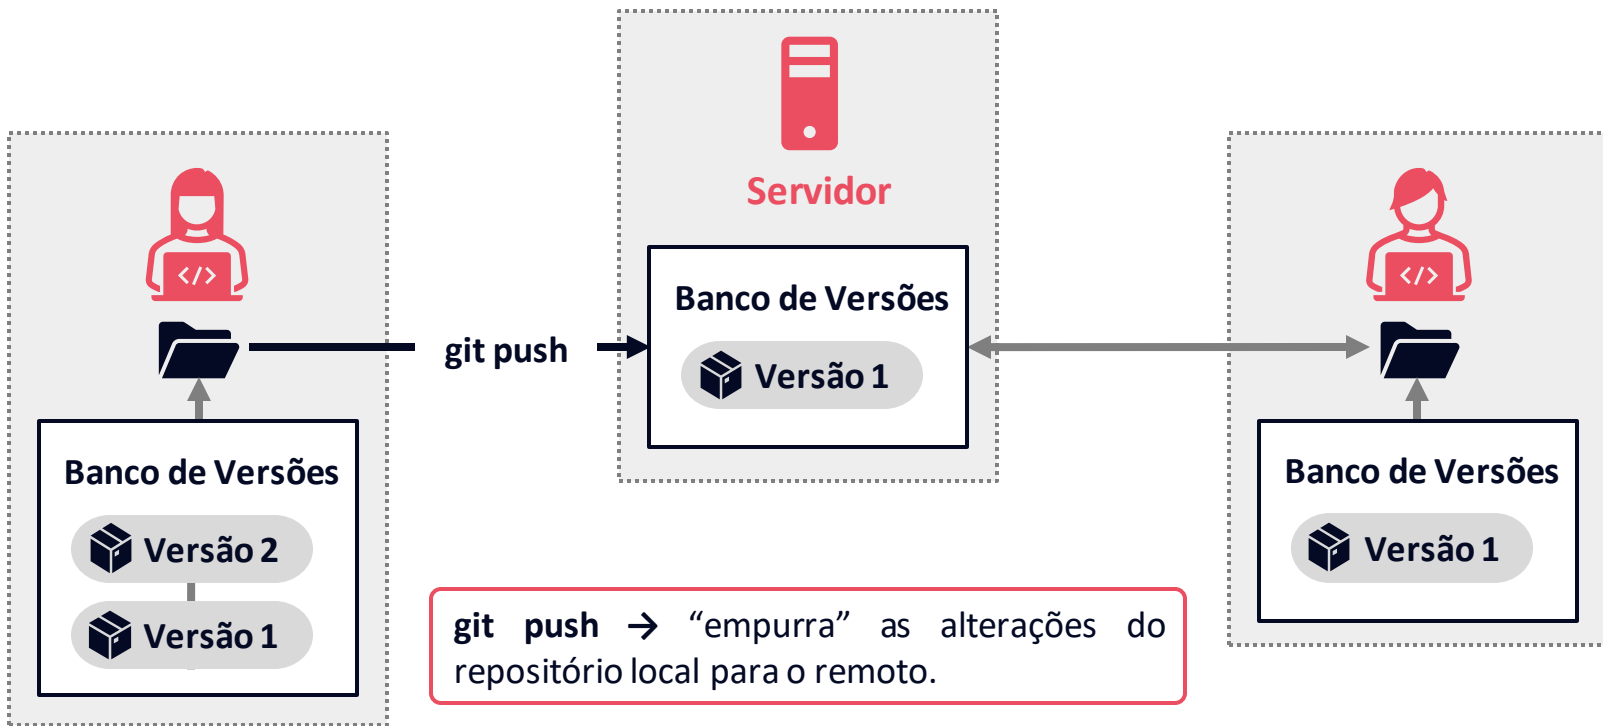 Servidor
Banco de Versões
Versão 1
git push
Banco de Versões
Versão 2
Versão 1
Banco de Versões
Versão 1
git push → “empurra” as alterações do
repositório local para o remoto.